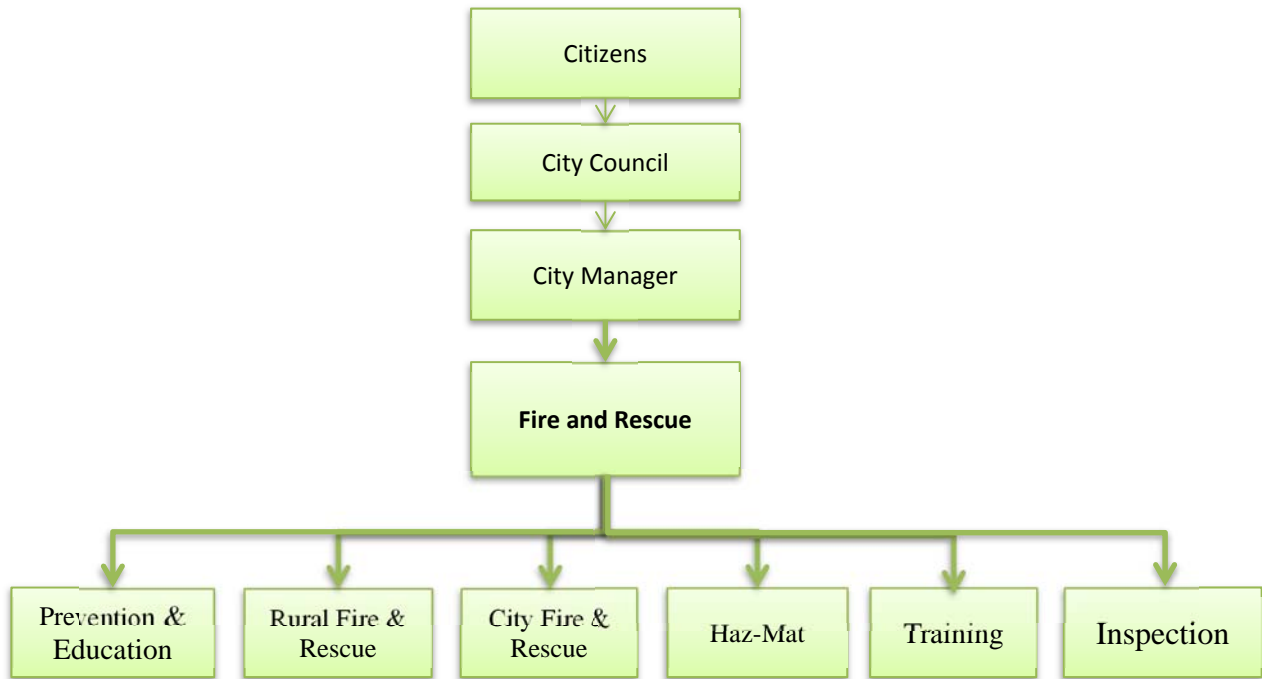 Citizens
City Council
City Manager
Fire and Rescue
Prevention &
Education
Rural Fire &
Rescue
City Fire &
Rescue
Haz-Mat
Training
Inspection